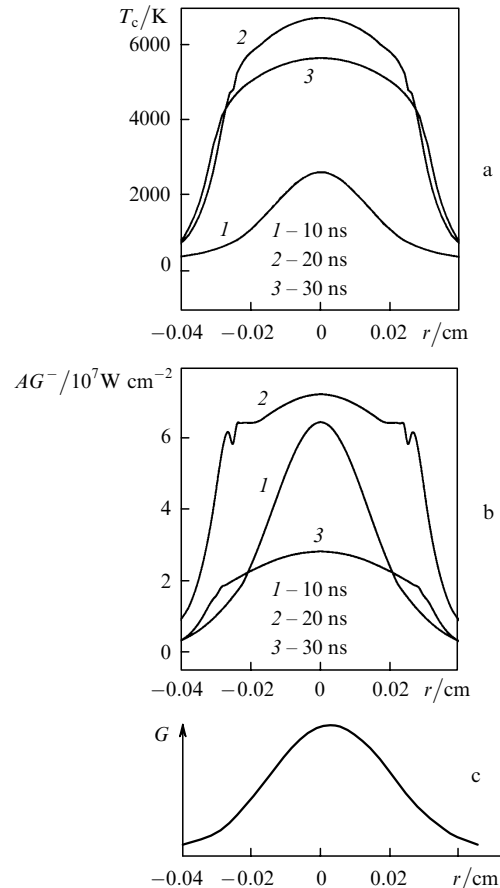 T_c/K
6000
4000
2000
0
2
3
1
1 – 10 ns
2 – 20 ns
3 – 30 ns
a
−0.04 −0.02 0 0.02 r/cm
AG⁻/10⁷W cm⁻²
6
4
2
0
2
1
3
1 – 10 ns
2 – 20 ns
3 – 30 ns
b
−0.04 −0.02 0 0.02 r/cm
G
c
−0.04 −0.02 0 0.02 r/cm